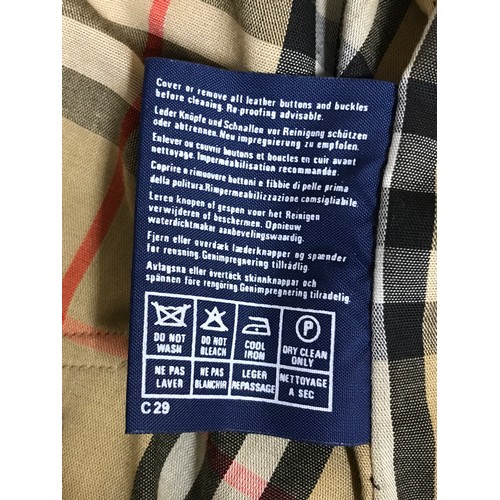 Cover or remove all leather buttons and buckles
before cleaning. Re-proofing advisable.
Leder Knöpfe und Schnallen vor Reinigung schützen
oder abtrennen. Neu impregnierung zu empfolen.
Enlever ou couvrir boutons et boucles en cuir avant
nettoyage. Imperméabilisation recommandée.
Coprire o rimuovere bottoni e fibbie di pelle prima
della pulitura. Rimpermeabilizzazione consigliabile.
Leren knopen of gespen voor het Reinigen
verwijderen of beschermen. Opnieuw
waterdichtmaker aanbevelingswaardig.
Fjern eller overdæk læderknapper og spænder
før rensning. Genimpregnering tilrådlig.
Avlagsna eller övertäck skinnknappar och
spännen före rengöring. Genimpregnering tilradelig.
P
DO NOT WASH
DO NOT BLEACH
COOL IRON
DRY CLEAN ONLY
NE PAS LAVER
NE PAS BLANCHIR
LEGER REPASSAGE
NETTOYAGE A SEC
C 29